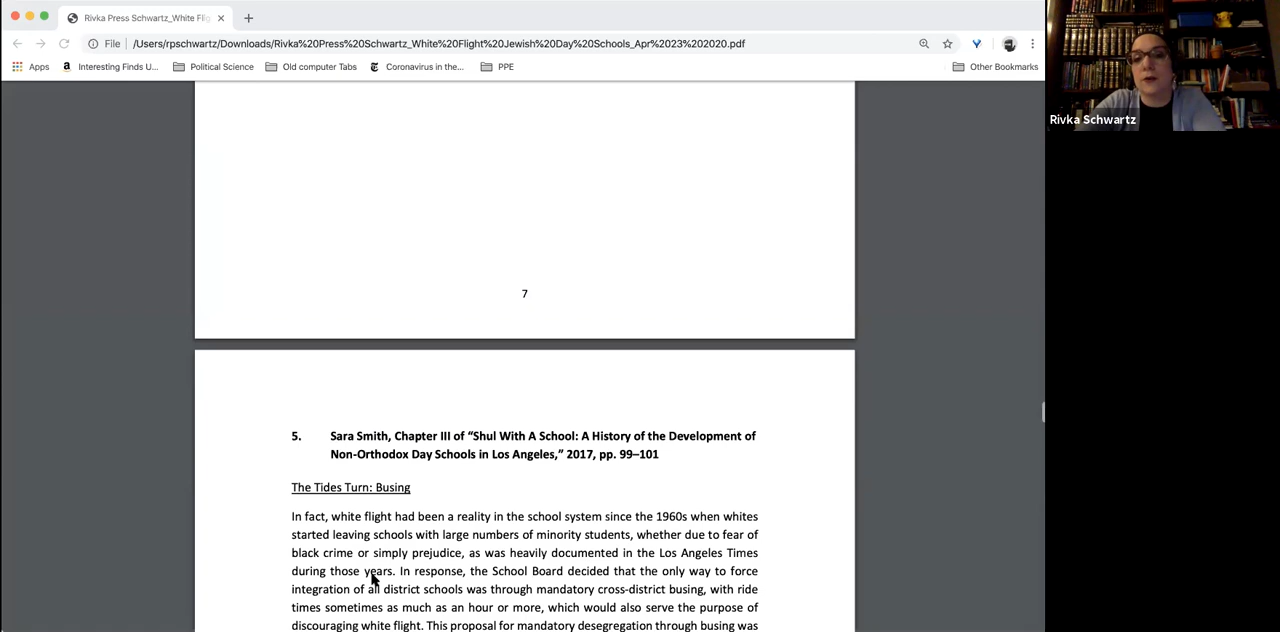 Rivka Press Schwartz_White Flig
File
/Users/rpschwartz/Downloads/Rivka%20Press%20Schwartz_White%20Flight%20Jewish%20Day%20Schools_Apr%2023%202020.pdf
Apps
Interesting Finds U...
Political Science
Old computer Tabs
Coronavirus in the...
PPE
Other Bookmarks
Rivka Schwartz
7
5. Sara Smith, Chapter III of “Shul With A School: A History of the Development of
Non-Orthodox Day Schools in Los Angeles,” 2017, pp. 99–101
The Tides Turn: Busing
In fact, white flight had been a reality in the school system since the 1960s when whites
started leaving schools with large numbers of minority students, whether due to fear of
black crime or simply prejudice, as was heavily documented in the Los Angeles Times
during those years. In response, the School Board decided that the only way to force
integration of all district schools was through mandatory cross-district busing, with ride
times sometimes as much as an hour or more, which would also serve the purpose of
discouraging white flight. This proposal for mandatory desegregation through busing was